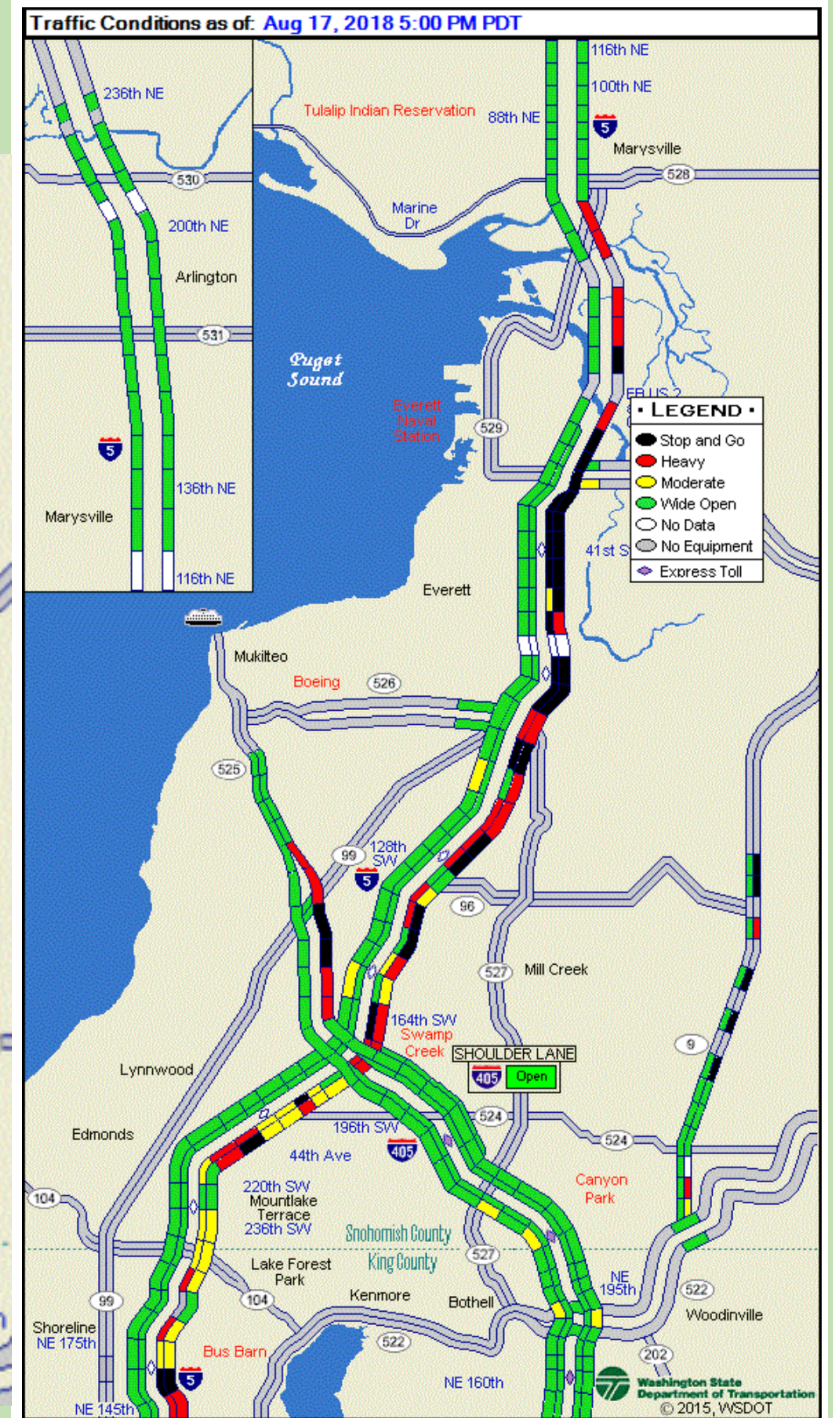 Traffic Conditions as of: Aug 17, 2018 5:00 PM PDT
236th NE
530
200th NE
Arlington
531
5
136th NE
Marysville
116th NE
116th NE
100th NE
Tulalip Indian Reservation
88th NE
5
Marysville
528
Marine
Dr
Puget
Sound
Everett
Naval
Station
529
EB US 2
• LEGEND •
Stop and Go
Heavy
Moderate
Wide Open
No Data
No Equipment
Express Toll
41st S
Everett
Mukilteo
Boeing
526
525
99
128th
SW
5
96
527
Mill Creek
164th SW
Swamp
Creek
SHOULDER LANE
405
Open
9
Lynnwood
196th SW
524
524
Edmonds
44th Ave
405
104
220th SW
Mountlake
Terrace
236th SW
Canyon
Park
Snohomish County
King County
527
Lake Forest
Park
Kenmore
Bothell
NE
195th
522
99
104
Shoreline
NE 175th
522
Woodinville
Bus Barn
202
5
NE 160th
NE 145th
Washington State
Department of Transportation
© 2015, WSDOT